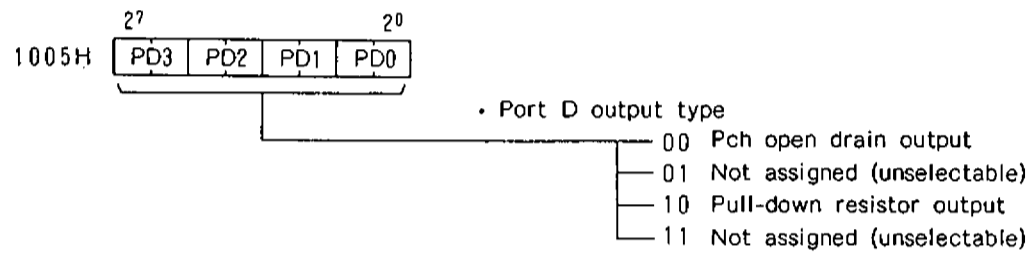 2⁷ 2⁰
1005H PD3 PD2 PD1 PD0
• Port D output type
00 Pch open drain output
01 Not assigned (unselectable)
10 Pull-down resistor output
11 Not assigned (unselectable)